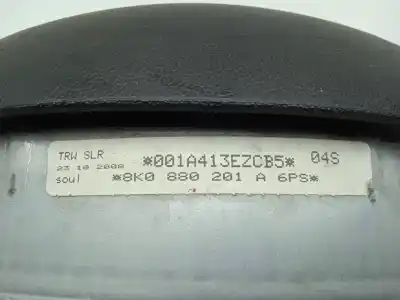 TRW SLR *001A413EZCB5* 04S
23 10 2008
soul *8K0 880 201 A 6PS*